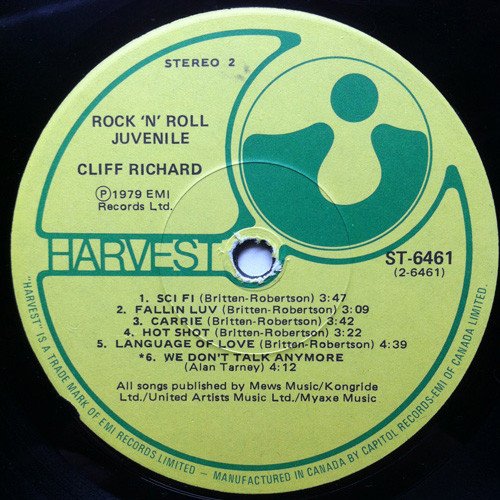 STEREO 2
ROCK 'N' ROLL
JUVENILE
CLIFF RICHARD
Ⓟ1979 EMI
Records Ltd.
HARVEST
ST-6461
(2-6461)
1. SCI FI (Britten-Robertson) 3:47
2. FALLIN LUV (Britten-Robertson) 3:09
3. CARRIE (Britten-Robertson) 3:42
4. HOT SHOT (Britten-Robertson) 3:22
5. LANGUAGE OF LOVE (Britten-Robertson) 4:39
*6. WE DON'T TALK ANYMORE
(Alan Tarney) 4:12
All songs published by Mews Music/Kongride
Ltd./United Artists Music Ltd./Myaxe Music
"HARVEST' IS A TRADE MARK OF EMI RECORDS LIMITED. – MANUFACTURED IN CANADA BY CAPITOL RECORDS-EMI OF CANADA LIMITED.